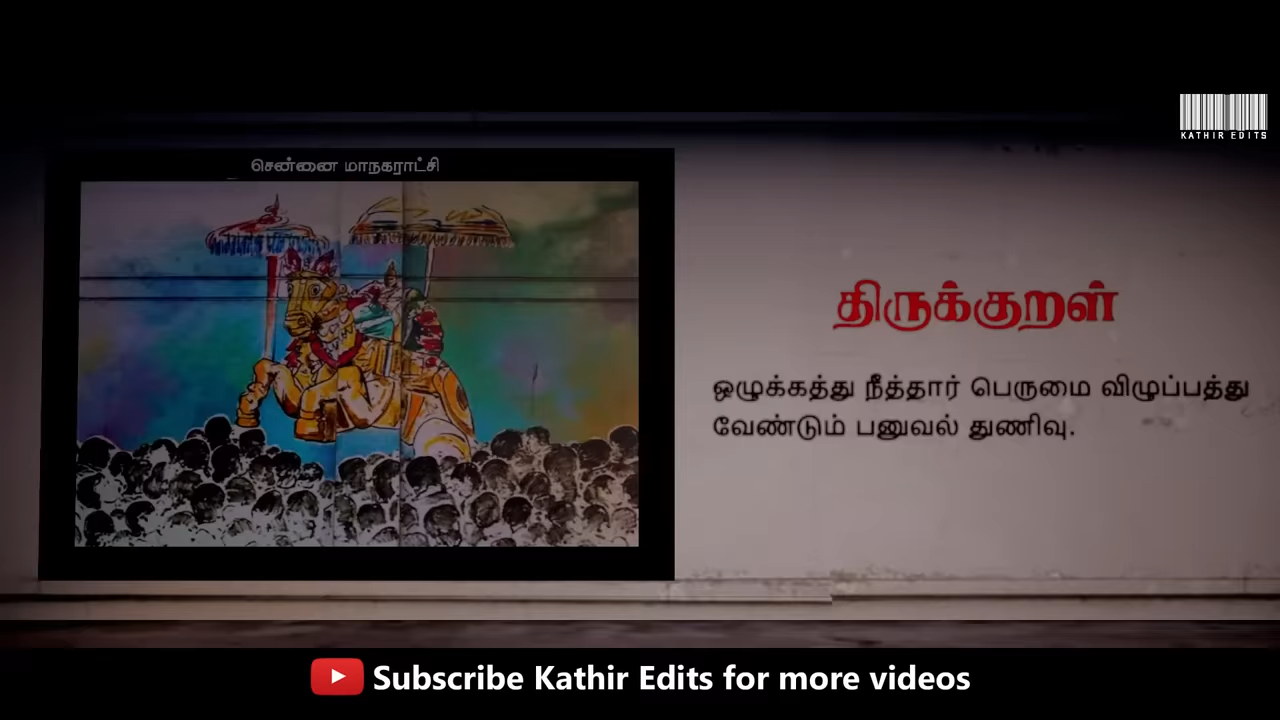 KATHIR EDITS
சென்னை மாநகராட்சி
திருக்குறள்
ஒழுக்கத்து நீத்தார் பெருமை விழுப்பத்து
வேண்டும் பனுவல் துணிவு.
Subscribe Kathir Edits for more videos